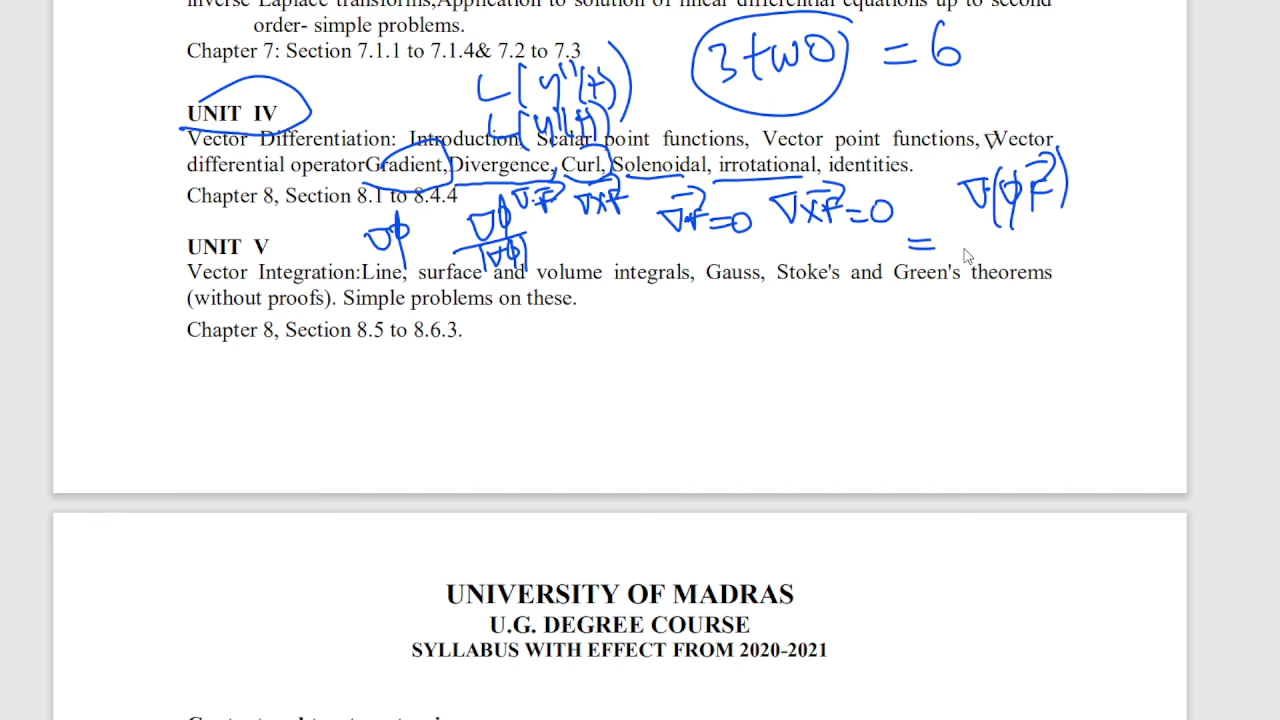 inverse Laplace transforms,Application to solution of linear differential equations up to second
order- simple problems.
3 two = 6
Chapter 7: Section 7.1.1 to 7.1.4& 7.2 to 7.3
L[y''(t)]
UNIT IV
L[y''(t)]
Vector Differentiation: Introduction, Scalar point functions, Vector point functions, Vector
∇
differential operatorGradient,Divergence, Curl, Solenoidal, irrotational, identities.
Chapter 8, Section 8.1 to 8.4.4
∇φ ∇φ/|∇φ| ∇·F⃗ ∇×F⃗ ∇·F⃗=0 ∇×F⃗=0 ∇·(φF⃗)
=
UNIT V
Vector Integration:Line, surface and volume integrals, Gauss, Stoke's and Green's theorems
(without proofs). Simple problems on these.
Chapter 8, Section 8.5 to 8.6.3.
UNIVERSITY OF MADRAS
U.G. DEGREE COURSE
SYLLABUS WITH EFFECT FROM 2020-2021